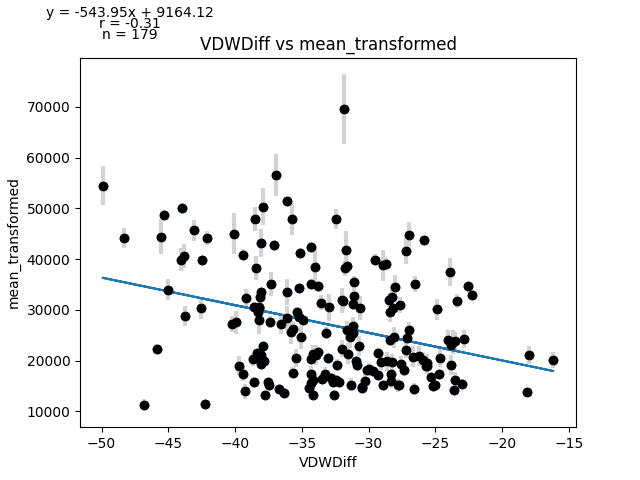 y = -543.95x + 9164.12
r = -0.31
n = 179
VDWDiff vs mean_transformed
70000
60000
50000
40000
30000
20000
10000
mean_transformed
−50 −45 −40 −35 −30 −25 −20 −15
VDWDiff